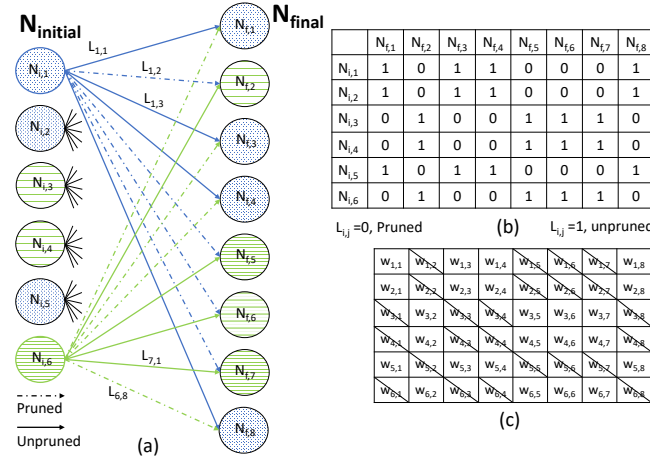 N_initial
N_final
N_i,1
N_i,2
N_i,3
N_i,4
N_i,5
N_i,6
N_f,1
N_f,2
N_f,3
N_f,4
N_f,5
N_f,6
N_f,7
N_f,8
L_1,1
L_1,2
L_1,3
L_7,1
L_6,8
Pruned
Unpruned
(a)
N_f,1 N_f,2 N_f,3 N_f,4 N_f,5 N_f,6 N_f,7 N_f,8
N_i,1 1 0 1 1 0 0 0 1
N_i,2 1 0 1 1 0 0 0 1
N_i,3 0 1 0 0 1 1 1 0
N_i,4 0 1 0 0 1 1 1 0
N_i,5 1 0 1 1 0 0 0 1
N_i,6 0 1 0 0 1 1 1 0
L_i,j =0, Pruned (b) L_i,j =1, unpruned
w_1,1 w_1,2 w_1,3 w_1,4 w_1,5 w_1,6 w_1,7 w_1,8
w_2,1 w_2,2 w_2,3 w_2,4 w_2,5 w_2,6 w_2,7 w_2,8
w_3,1 w_3,2 w_3,3 w_3,4 w_3,5 w_3,6 w_3,7 w_3,8
w_4,1 w_4,2 w_4,3 w_4,4 w_4,5 w_4,6 w_4,7 w_4,8
w_5,1 w_5,2 w_5,3 w_5,4 w_5,5 w_5,6 w_5,7 w_5,8
w_6,1 w_6,2 w_6,3 w_6,4 w_6,5 w_6,6 w_6,7 w_6,8
(c)